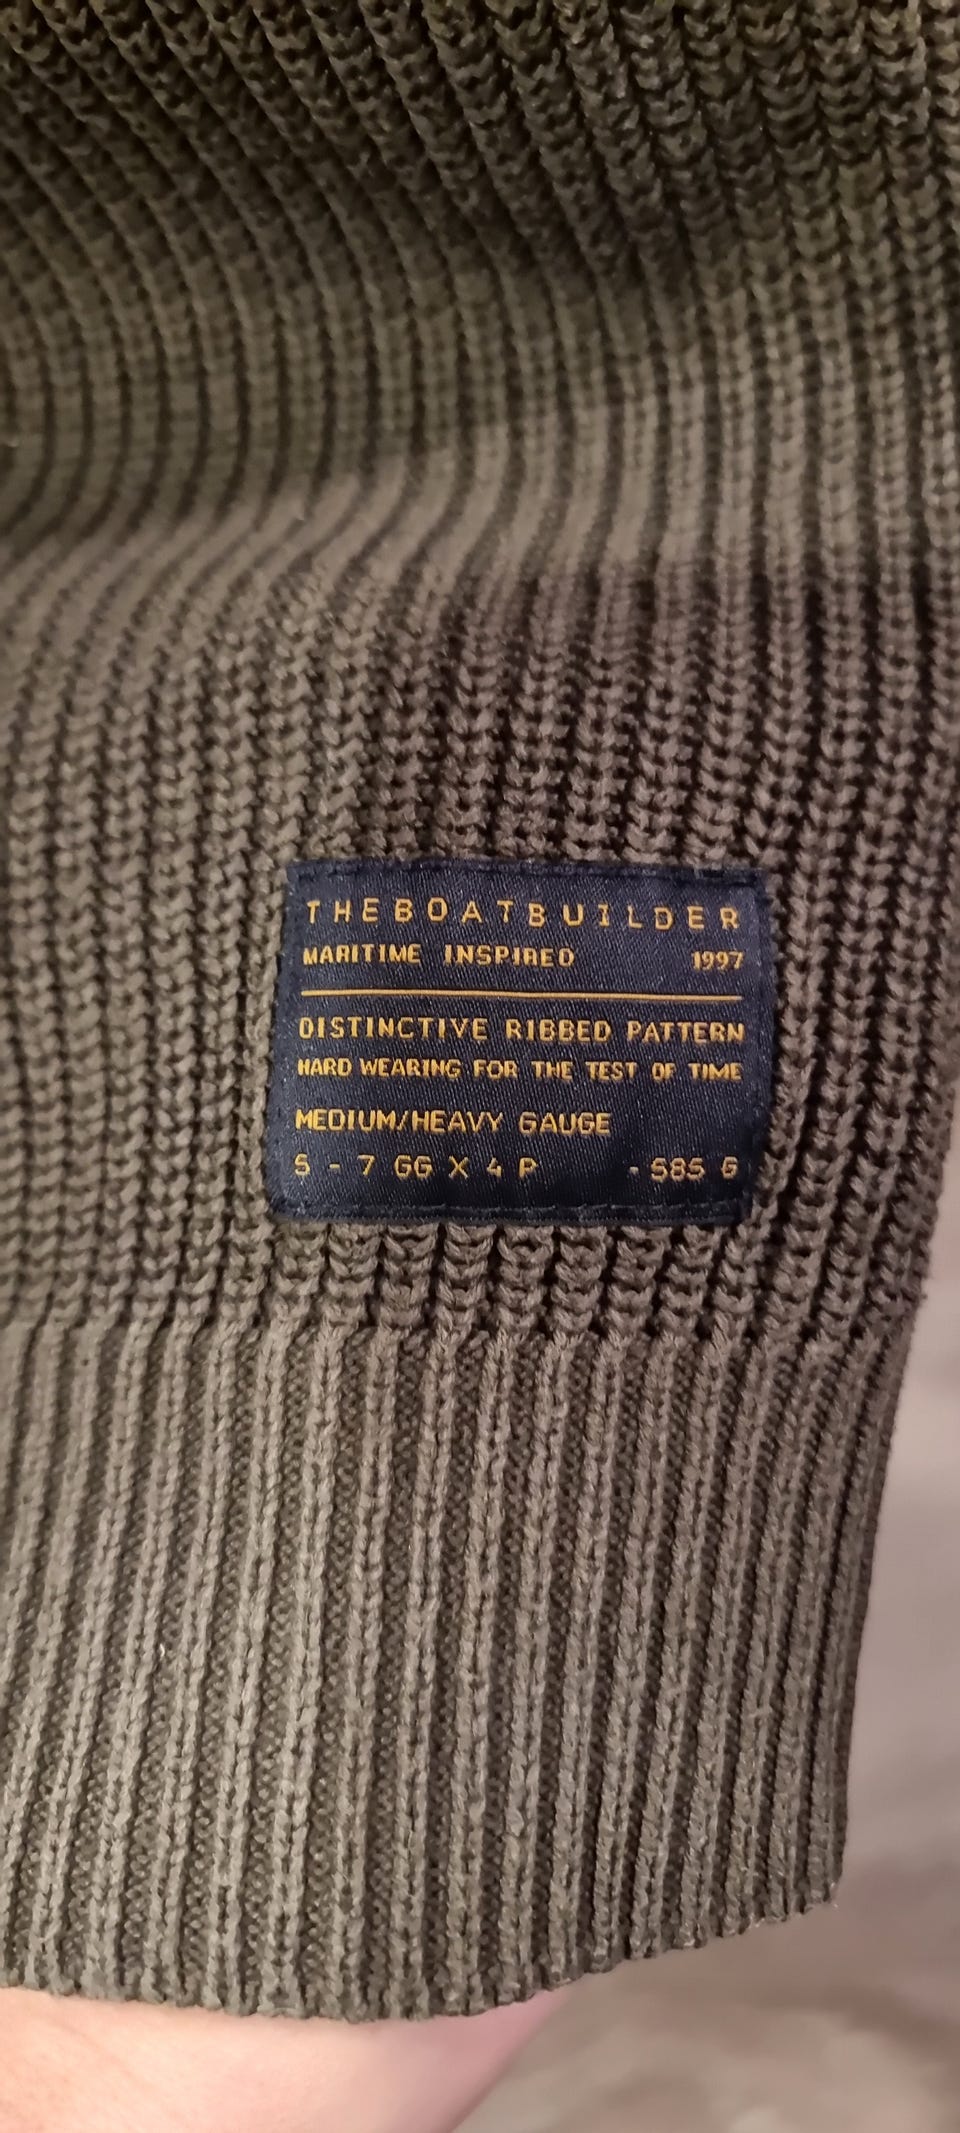 THEBOATBUILDER
MARITIME INSPIRED 1997
DISTINCTIVE RIBBED PATTERN
HARD WEARING FOR THE TEST OF TIME
MEDIUM/HEAVY GAUGE
5 - 7 GG X 4 P - 585 G